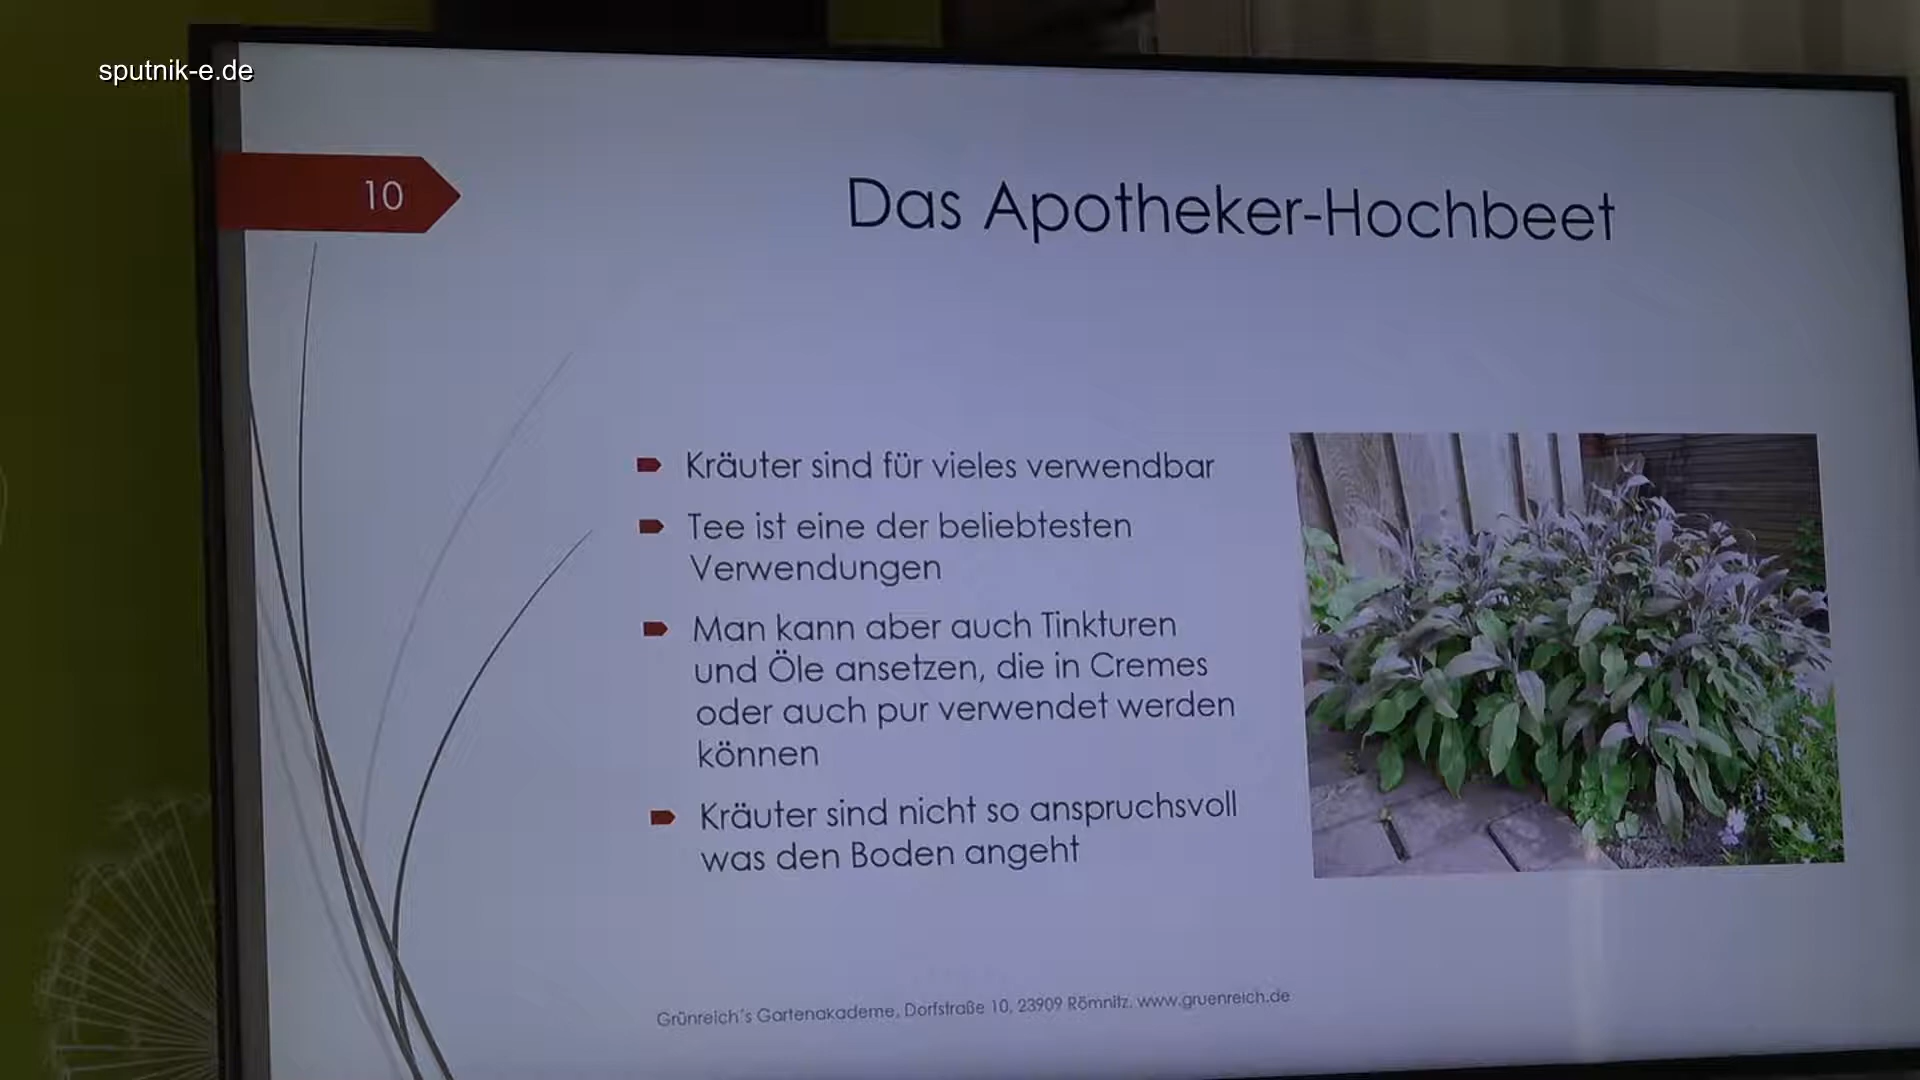 sputnik-e.de
10
Das Apotheker-Hochbeet
Kräuter sind für vieles verwendbar
Tee ist eine der beliebtesten
Verwendungen
Man kann aber auch Tinkturen
und Öle ansetzen, die in Cremes
oder auch pur verwendet werden
können
Kräuter sind nicht so anspruchsvoll
was den Boden angeht
Grünreich´s Gartenakademe, Dorfstraße 10, 23909 Römnitz, www.gruenreich.de